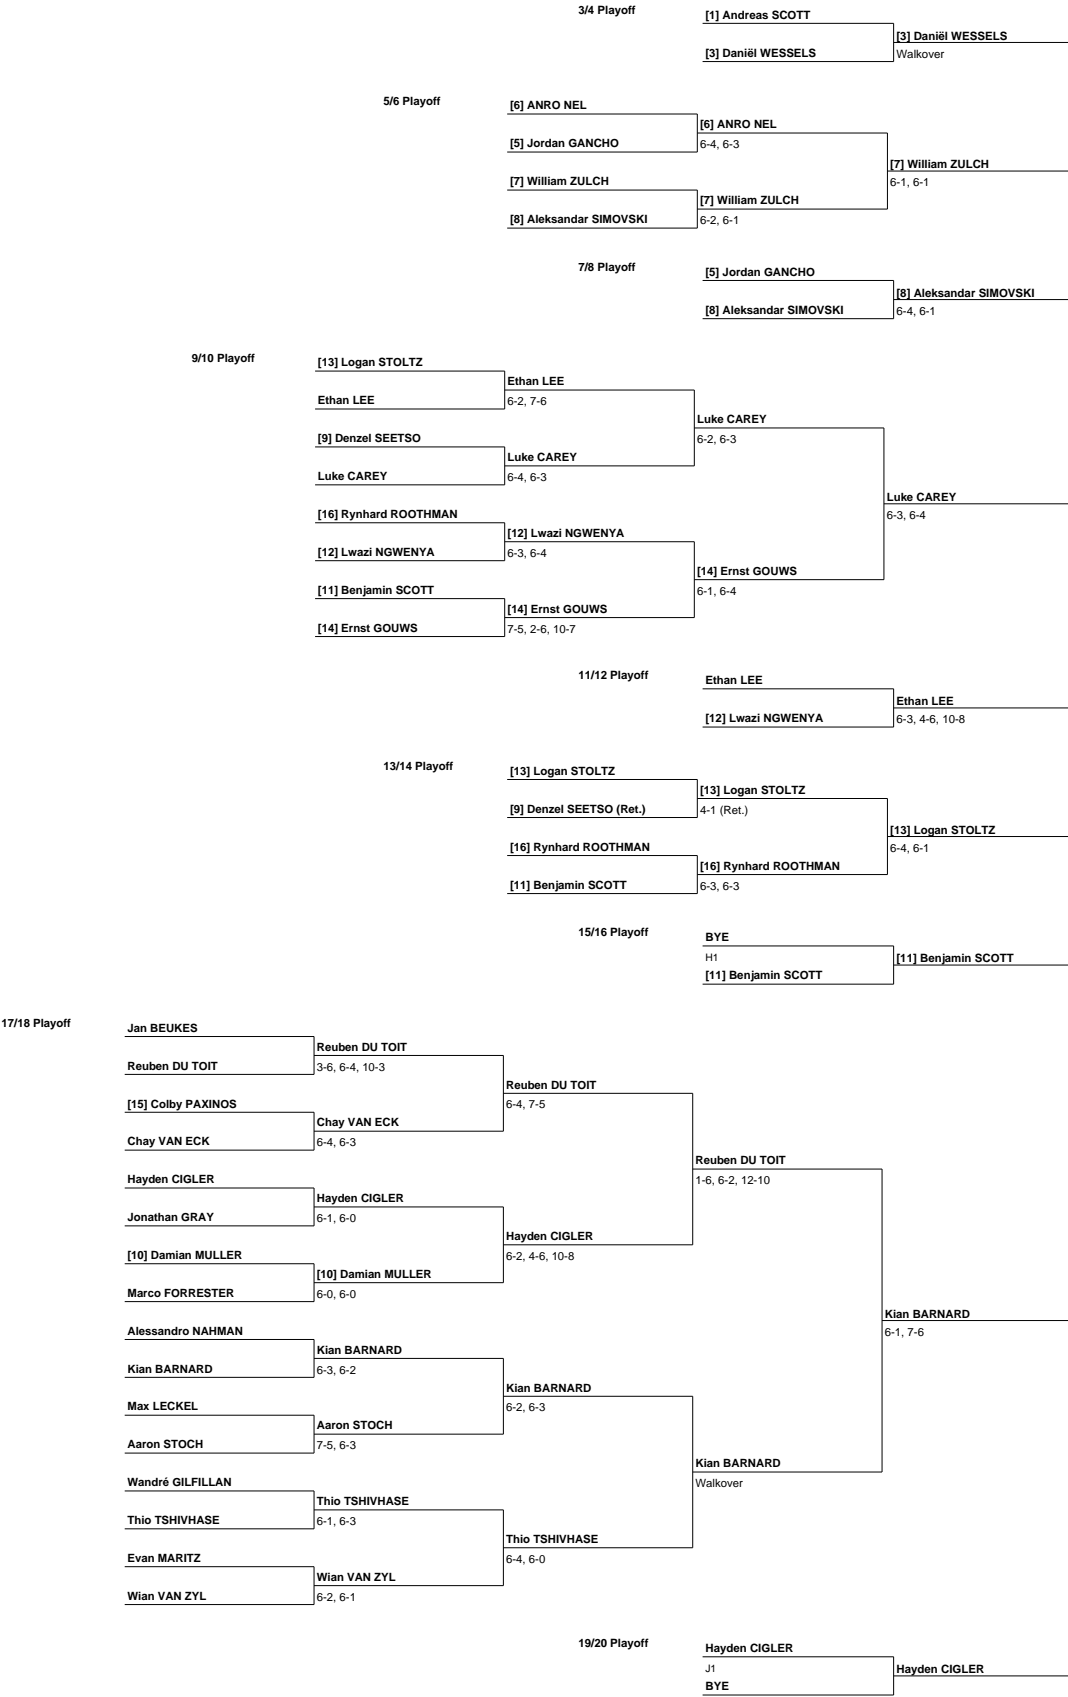 3/4 Playoff
[1] Andreas SCOTT
[3] Daniël WESSELS
[3] Daniël WESSELS
Walkover
5/6 Playoff
[6] ANRO NEL
[6] ANRO NEL
[5] Jordan GANCHO
6-4, 6-3
[7] William ZULCH
[7] William ZULCH
6-1, 6-1
[7] William ZULCH
[8] Aleksandar SIMOVSKI
6-2, 6-1
7/8 Playoff
[5] Jordan GANCHO
[8] Aleksandar SIMOVSKI
[8] Aleksandar SIMOVSKI
6-4, 6-1
9/10 Playoff
[13] Logan STOLTZ
Ethan LEE
Ethan LEE
6-2, 7-6
Luke CAREY
[9] Denzel SEETSO
6-2, 6-3
Luke CAREY
Luke CAREY
6-4, 6-3
Luke CAREY
[16] Rynhard ROOTHMAN
6-3, 6-4
[12] Lwazi NGWENYA
[12] Lwazi NGWENYA
6-3, 6-4
[14] Ernst GOUWS
[11] Benjamin SCOTT
6-1, 6-4
[14] Ernst GOUWS
[14] Ernst GOUWS
7-5, 2-6, 10-7
11/12 Playoff
Ethan LEE
Ethan LEE
[12] Lwazi NGWENYA
6-3, 4-6, 10-8
13/14 Playoff
[13] Logan STOLTZ
[13] Logan STOLTZ
[9] Denzel SEETSO (Ret.)
4-1 (Ret.)
[13] Logan STOLTZ
[16] Rynhard ROOTHMAN
6-4, 6-1
[16] Rynhard ROOTHMAN
[11] Benjamin SCOTT
6-3, 6-3
15/16 Playoff
BYE
H1
[11] Benjamin SCOTT
[11] Benjamin SCOTT
17/18 Playoff
Jan BEUKES
Reuben DU TOIT
Reuben DU TOIT
3-6, 6-4, 10-3
Reuben DU TOIT
[15] Colby PAXINOS
6-4, 7-5
Chay VAN ECK
Chay VAN ECK
6-4, 6-3
Reuben DU TOIT
Hayden CIGLER
1-6, 6-2, 12-10
Hayden CIGLER
Jonathan GRAY
6-1, 6-0
Hayden CIGLER
[10] Damian MULLER
6-2, 4-6, 10-8
[10] Damian MULLER
Marco FORRESTER
6-0, 6-0
Kian BARNARD
Alessandro NAHMAN
6-1, 7-6
Kian BARNARD
Kian BARNARD
6-3, 6-2
Kian BARNARD
Max LECKEL
6-2, 6-3
Aaron STOCH
Aaron STOCH
7-5, 6-3
Kian BARNARD
Wandré GILFILLAN
Walkover
Thio TSHIVHASE
Thio TSHIVHASE
6-1, 6-3
Thio TSHIVHASE
Evan MARITZ
6-4, 6-0
Wian VAN ZYL
Wian VAN ZYL
6-2, 6-1
19/20 Playoff
Hayden CIGLER
J1
Hayden CIGLER
BYE